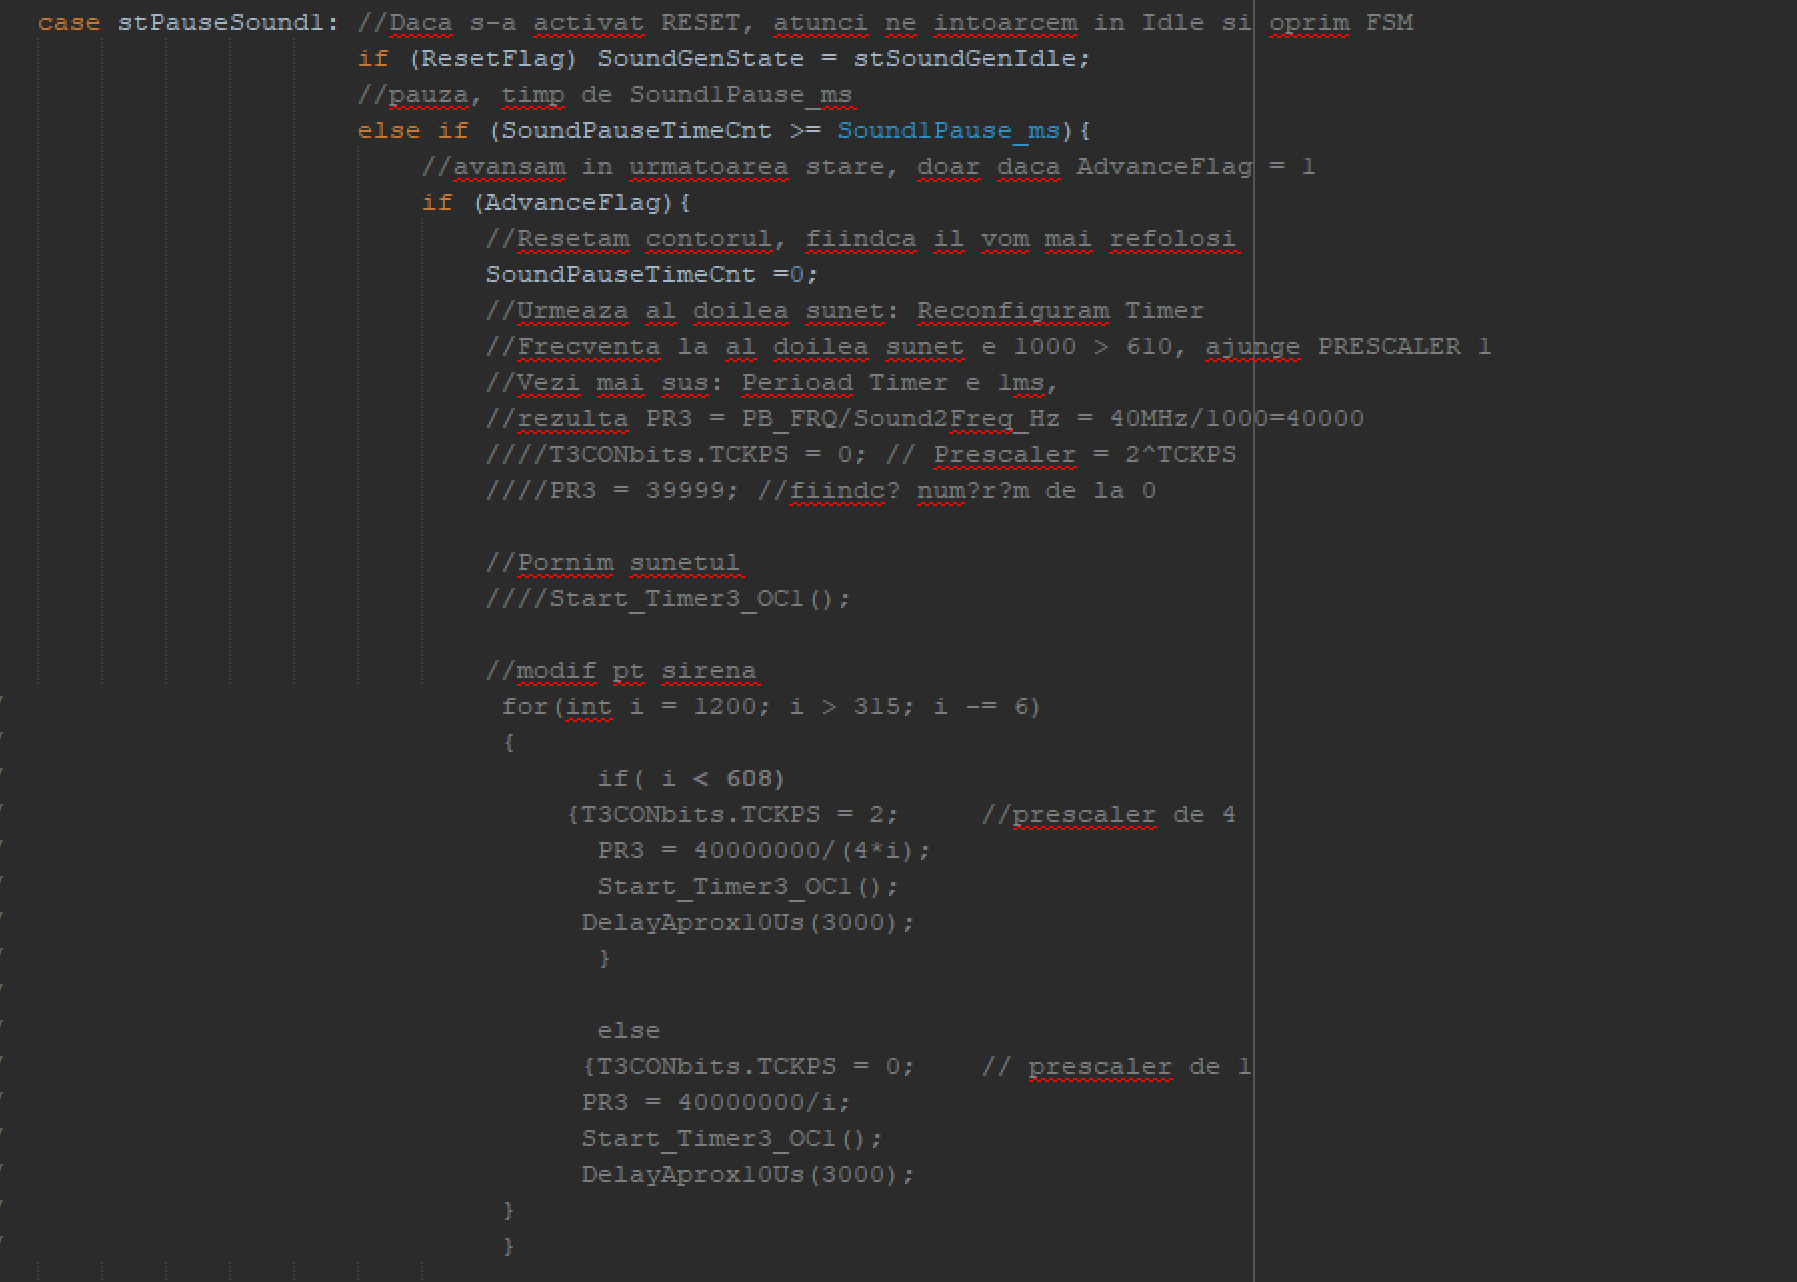 case stPauseSound1: //Daca s-a activat RESET, atunci ne intoarcem in Idle si oprim FSM
if (ResetFlag) SoundGenState = stSoundGenIdle;
//pauza, timp de Sound1Pause_ms
else if (SoundPauseTimeCnt >= Sound1Pause_ms){
//avansam in urmatoarea stare, doar daca AdvanceFlag = 1
if (AdvanceFlag){
//Resetam contorul, fiindca il vom mai refolosi
SoundPauseTimeCnt =0;
//Urmeaza al doilea sunet: Reconfiguram Timer
//Frecventa la al doilea sunet e 1000 > 610, ajunge PRESCALER 1
//Vezi mai sus: Perioad Timer e 1ms,
//rezulta PR3 = PB_FRQ/Sound2Freq_Hz = 40MHz/1000=40000
////T3CONbits.TCKPS = 0; // Prescaler = 2^TCKPS
////PR3 = 39999; //fiindc? num?r?m de la 0
//Pornim sunetul
////Start_Timer3_OC1();
//modif pt sirena
for(int i = 1200; i > 315; i -= 6)
{
if( i < 608)
{T3CONbits.TCKPS = 2; //prescaler de 4
PR3 = 40000000/(4*i);
Start_Timer3_OC1();
DelayAprox10Us(3000);
}
else
{T3CONbits.TCKPS = 0; // prescaler de 1
PR3 = 40000000/i;
Start_Timer3_OC1();
DelayAprox10Us(3000);
}
}